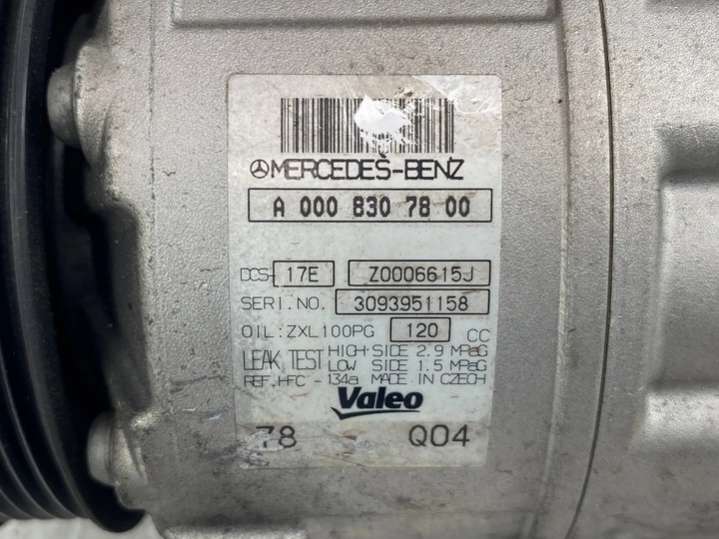 MERCEDES-BENZ
A 000 830 78 00
DCS-17E Z0006615J
SERI.NO. 3093951158
OIL:ZXL100PG 120 CC
LEAK TEST HIGH SIDE 2.9 MPaG
LOW SIDE 1.5 MPaG
REF.HFC-134a MADE IN CZECH
Valeo
78 Q04